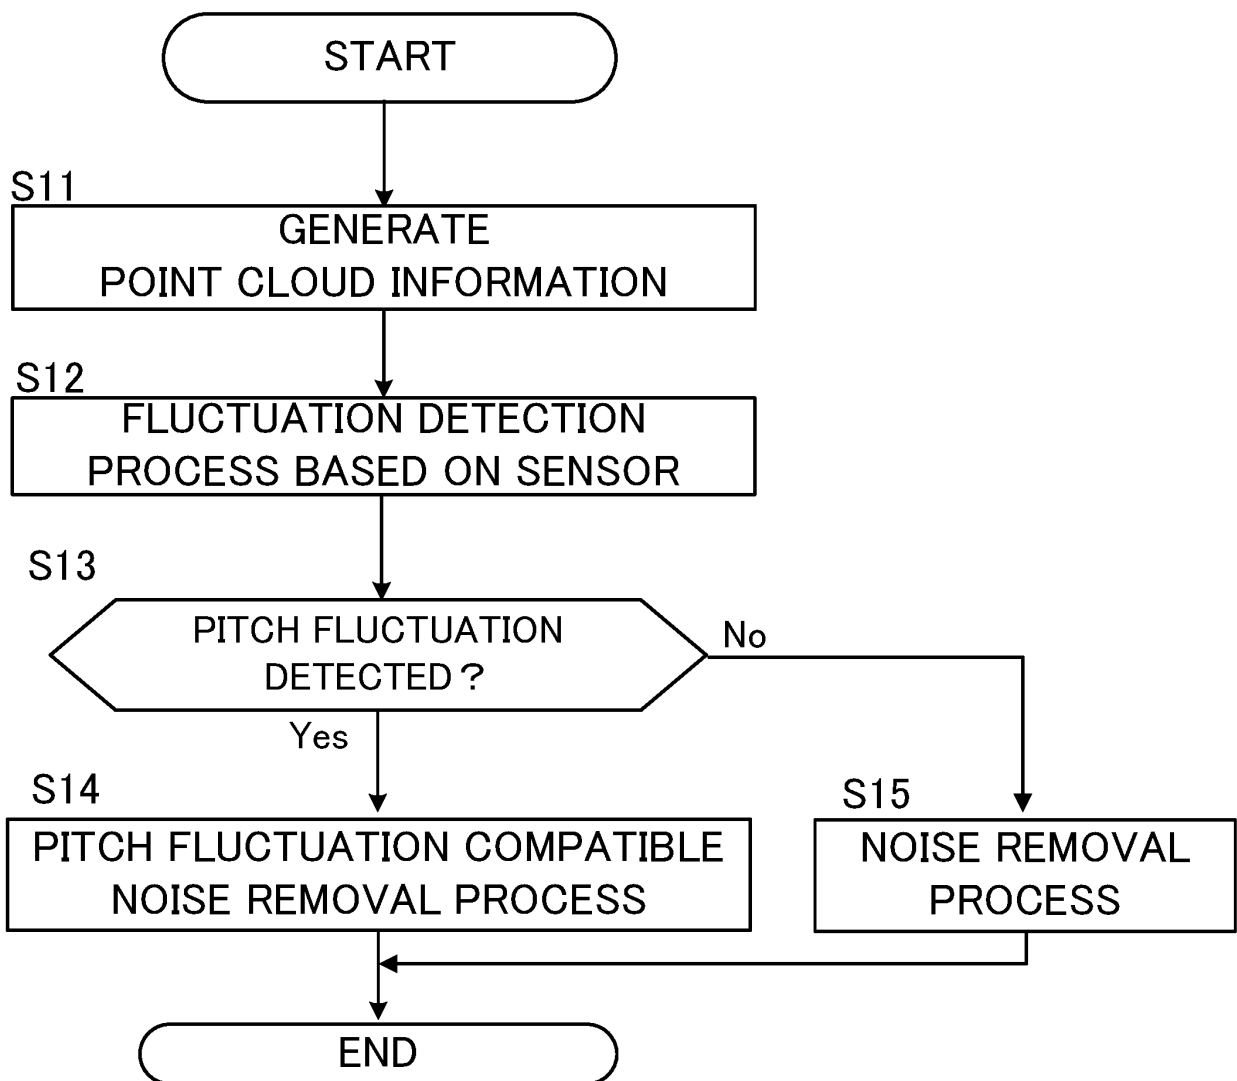 START
S11
GENERATE
POINT CLOUD INFORMATION
S12
FLUCTUATION DETECTION
PROCESS BASED ON SENSOR
S13
PITCH FLUCTUATION
DETECTED?
No
Yes
S14
PITCH FLUCTUATION COMPATIBLE
NOISE REMOVAL PROCESS
S15
NOISE REMOVAL
PROCESS
END